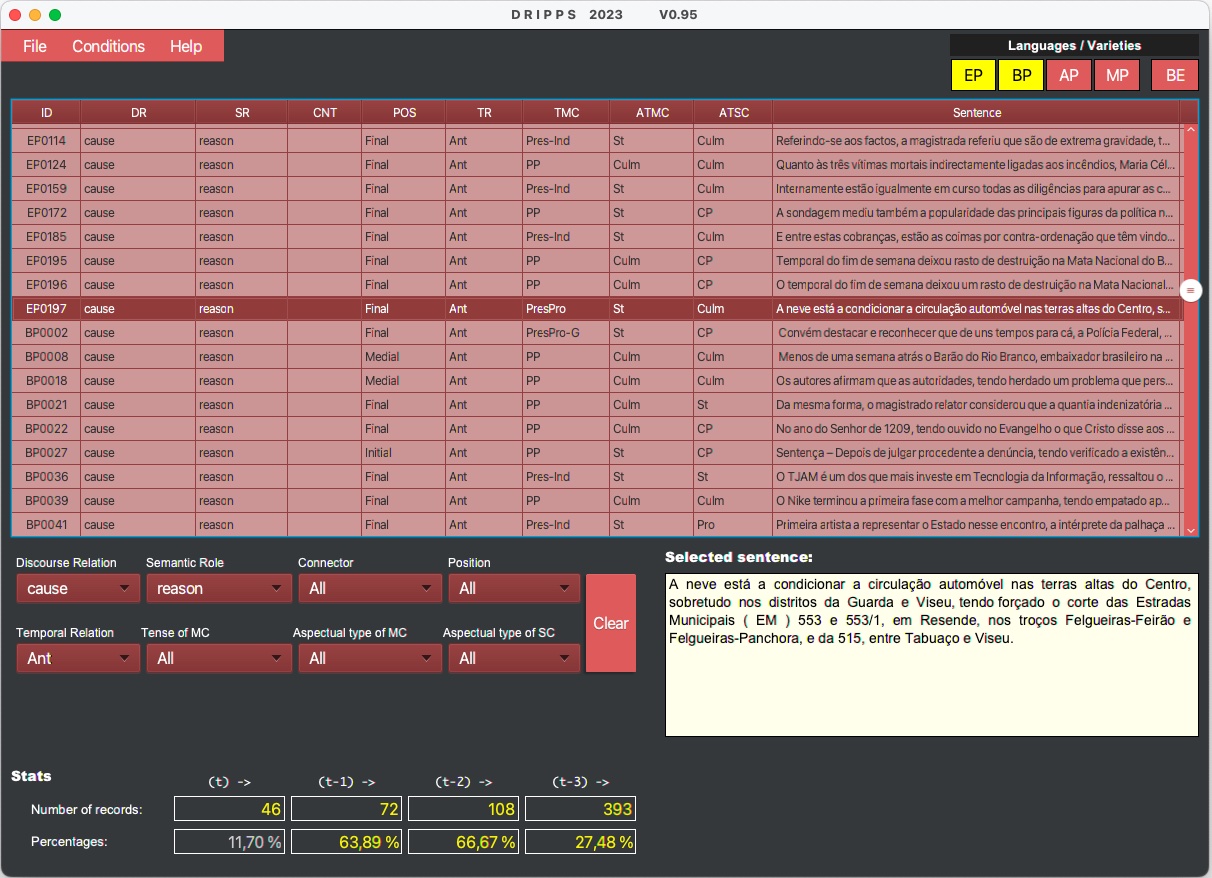 DRIPPS 2023 V0.95
File Conditions Help
Languages / Varieties
EP BP AP MP BE
ID DR SR CNT POS TR TMC ATMC ATSC Sentence
EP0114 cause reason Final Ant Pres-Ind St Culm Referindo-se aos factos, a magistrada referiu que são de extrema gravidade, t...
EP0124 cause reason Final Ant PP Culm Culm Quanto às três vítimas mortais indirectamente ligadas aos incêndios, Maria Cél...
EP0159 cause reason Final Ant Pres-Ind St Culm Internamente estão igualmente em curso todas as diligências para apurar as c...
EP0172 cause reason Final Ant PP St CP A sondagem mediu também a popularidade das principais figuras da política n...
EP0185 cause reason Final Ant Pres-Ind St Culm E entre estas cobranças, estão as coimas por contra-ordenação que têm vindo...
EP0195 cause reason Final Ant PP Culm CP Temporal do fim de semana deixou rasto de destruição na Mata Nacional do B...
EP0196 cause reason Final Ant PP Culm CP O temporal do fim de semana deixou um rasto de destruição na Mata Nacional...
EP0197 cause reason Final Ant PresPro St Culm A neve está a condicionar a circulação automóvel nas terras altas do Centro, s...
BP0002 cause reason Final Ant PresPro-G St CP Convém destacar e reconhecer que de uns tempos para cá, a Polícia Federal, ...
BP0008 cause reason Medial Ant PP Culm Culm Menos de uma semana atrás o Barão do Rio Branco, embaixador brasileiro na ...
BP0018 cause reason Medial Ant PP Culm Culm Os autores afirmam que as autoridades, tendo herdado um problema que pers...
BP0021 cause reason Final Ant PP Culm St Da mesma forma, o magistrado relator considerou que a quantia indenizatória ...
BP0022 cause reason Final Ant PP Culm CP No ano do Senhor de 1209, tendo ouvido no Evangelho o que Cristo disse aos ...
BP0027 cause reason Initial Ant PP St CP Sentença – Depois de julgar procedente a denúncia, tendo verificado a existên...
BP0036 cause reason Final Ant Pres-Ind St St O TJAM é um dos que mais investe em Tecnologia da Informação, ressaltou o ...
BP0039 cause reason Final Ant PP Culm Culm O Nike terminou a primeira fase com a melhor campanha, tendo empatado ap...
BP0041 cause reason Final Ant Pres-Ind St Pro Primeira artista a representar o Estado nesse encontro, a intérprete da palhaça ...
Discourse Relation Semantic Role Connector Position
cause reason All All
Clear
Temporal Relation Tense of MC Aspectual type of MC Aspectual type of SC
Ant All All All
Selected sentence:
A neve está a condicionar a circulação automóvel nas terras altas do Centro,
sobretudo nos distritos da Guarda e Viseu, tendo forçado o corte das Estradas
Municipais ( EM ) 553 e 553/1, em Resende, nos troços Felgueiras-Feirão e
Felgueiras-Panchora, e da 515, entre Tabuaço e Viseu.
Stats (t) -> (t-1) -> (t-2) -> (t-3) ->
Number of records: 46 72 108 393
Percentages: 11,70 % 63,89 % 66,67 % 27,48 %